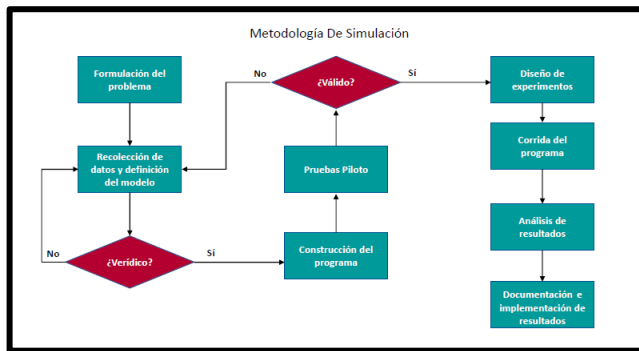 Metodología De Simulación
Formulación del
problema
Recolección de
datos y definición
del modelo
No
¿Verídico?
Sí
Construcción del
programa
Pruebas Piloto
¿Válido?
No
Sí
Diseño de
experimentos
Corrida del
programa
Análisis de
resultados
Documentación e
implementación de
resultados